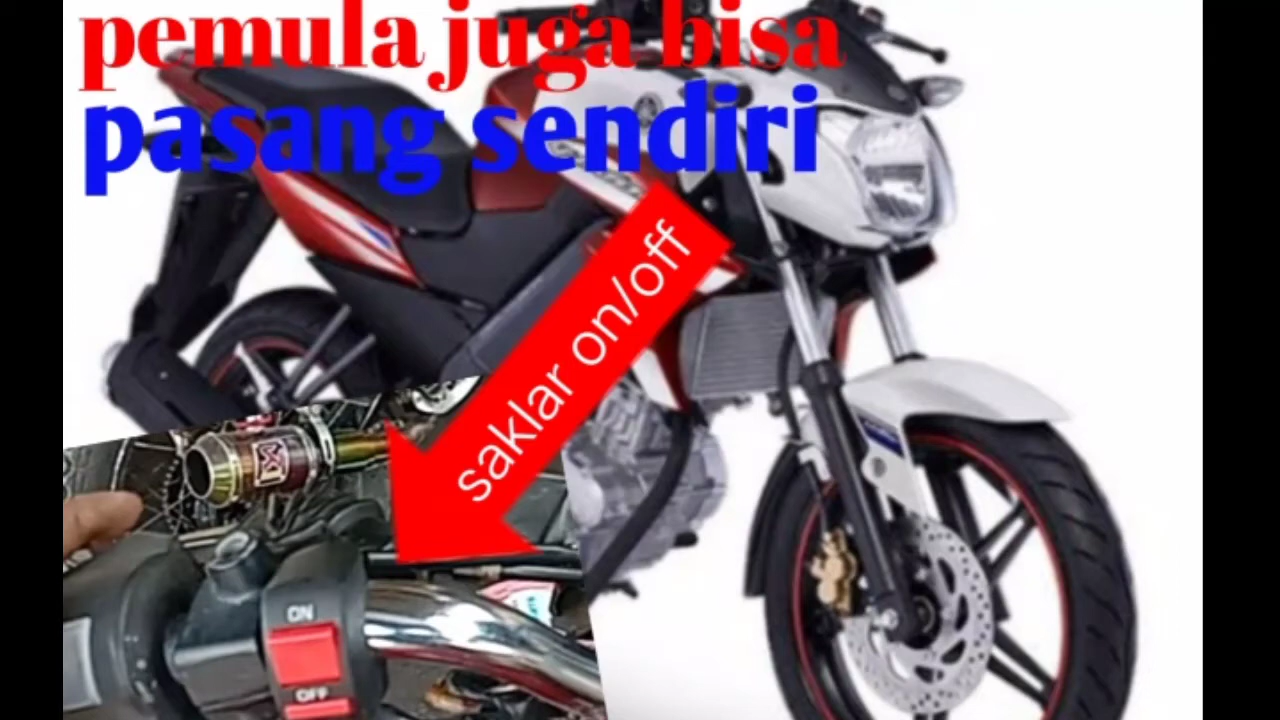 pemula juga bisa
pasang sendiri
saklar on/off
ON
OFF